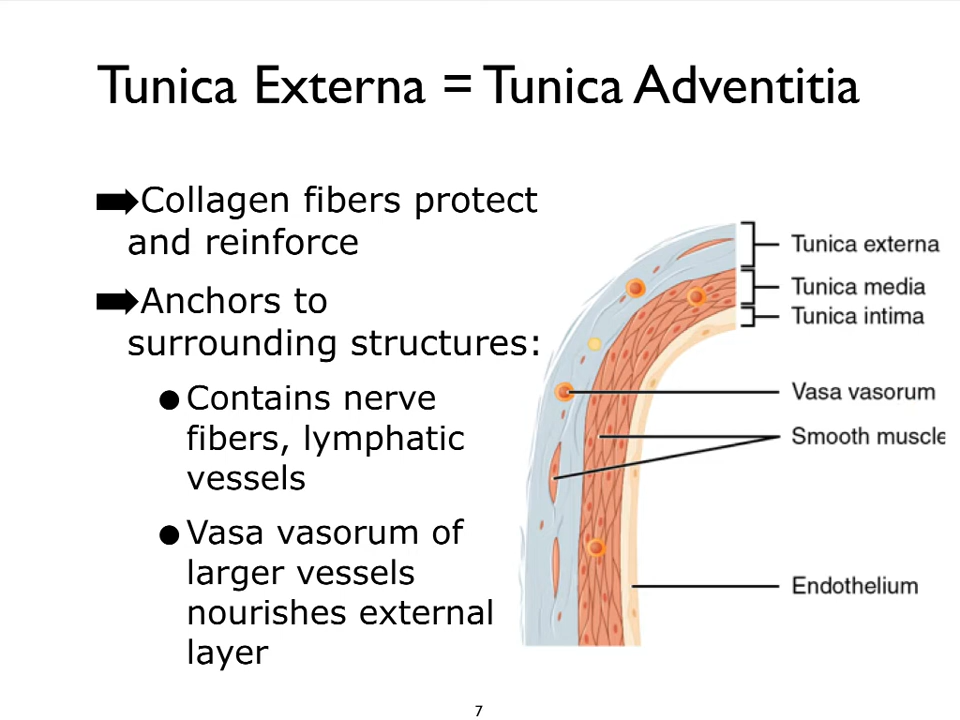 Tunica Externa = Tunica Adventitia
➡Collagen fibers protect
and reinforce
➡Anchors to
surrounding structures:
•Contains nerve
fibers, lymphatic
vessels
•Vasa vasorum of
larger vessels
nourishes external
layer
Tunica externa
Tunica media
Tunica intima
Vasa vasorum
Smooth muscle
Endothelium
7